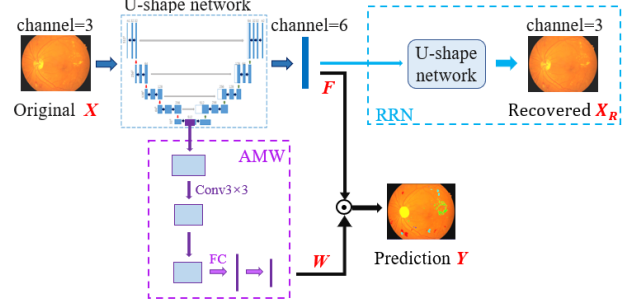 U-shape network
channel=3
channel=6
channel=3
U-shape
network
F
Original X
RRN
Recovered X_R
AMW
Conv3×3
FC
W
Prediction Y